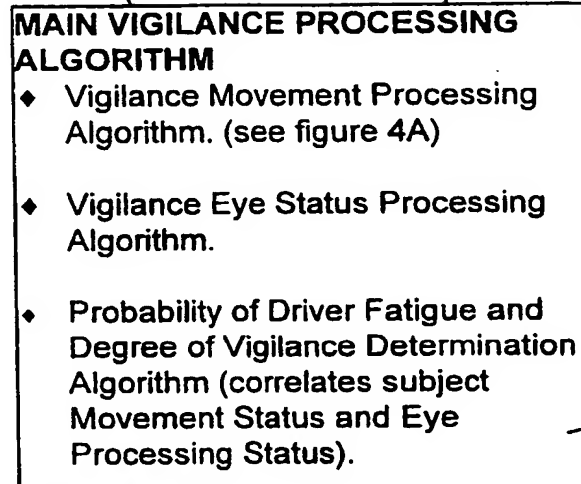 MAIN VIGILANCE PROCESSING
ALGORITHM
♦ Vigilance Movement Processing
Algorithm. (see figure 4A)
♦ Vigilance Eye Status Processing
Algorithm.
♦ Probability of Driver Fatigue and
Degree of Vigilance Determination
Algorithm (correlates subject
Movement Status and Eye
Processing Status).